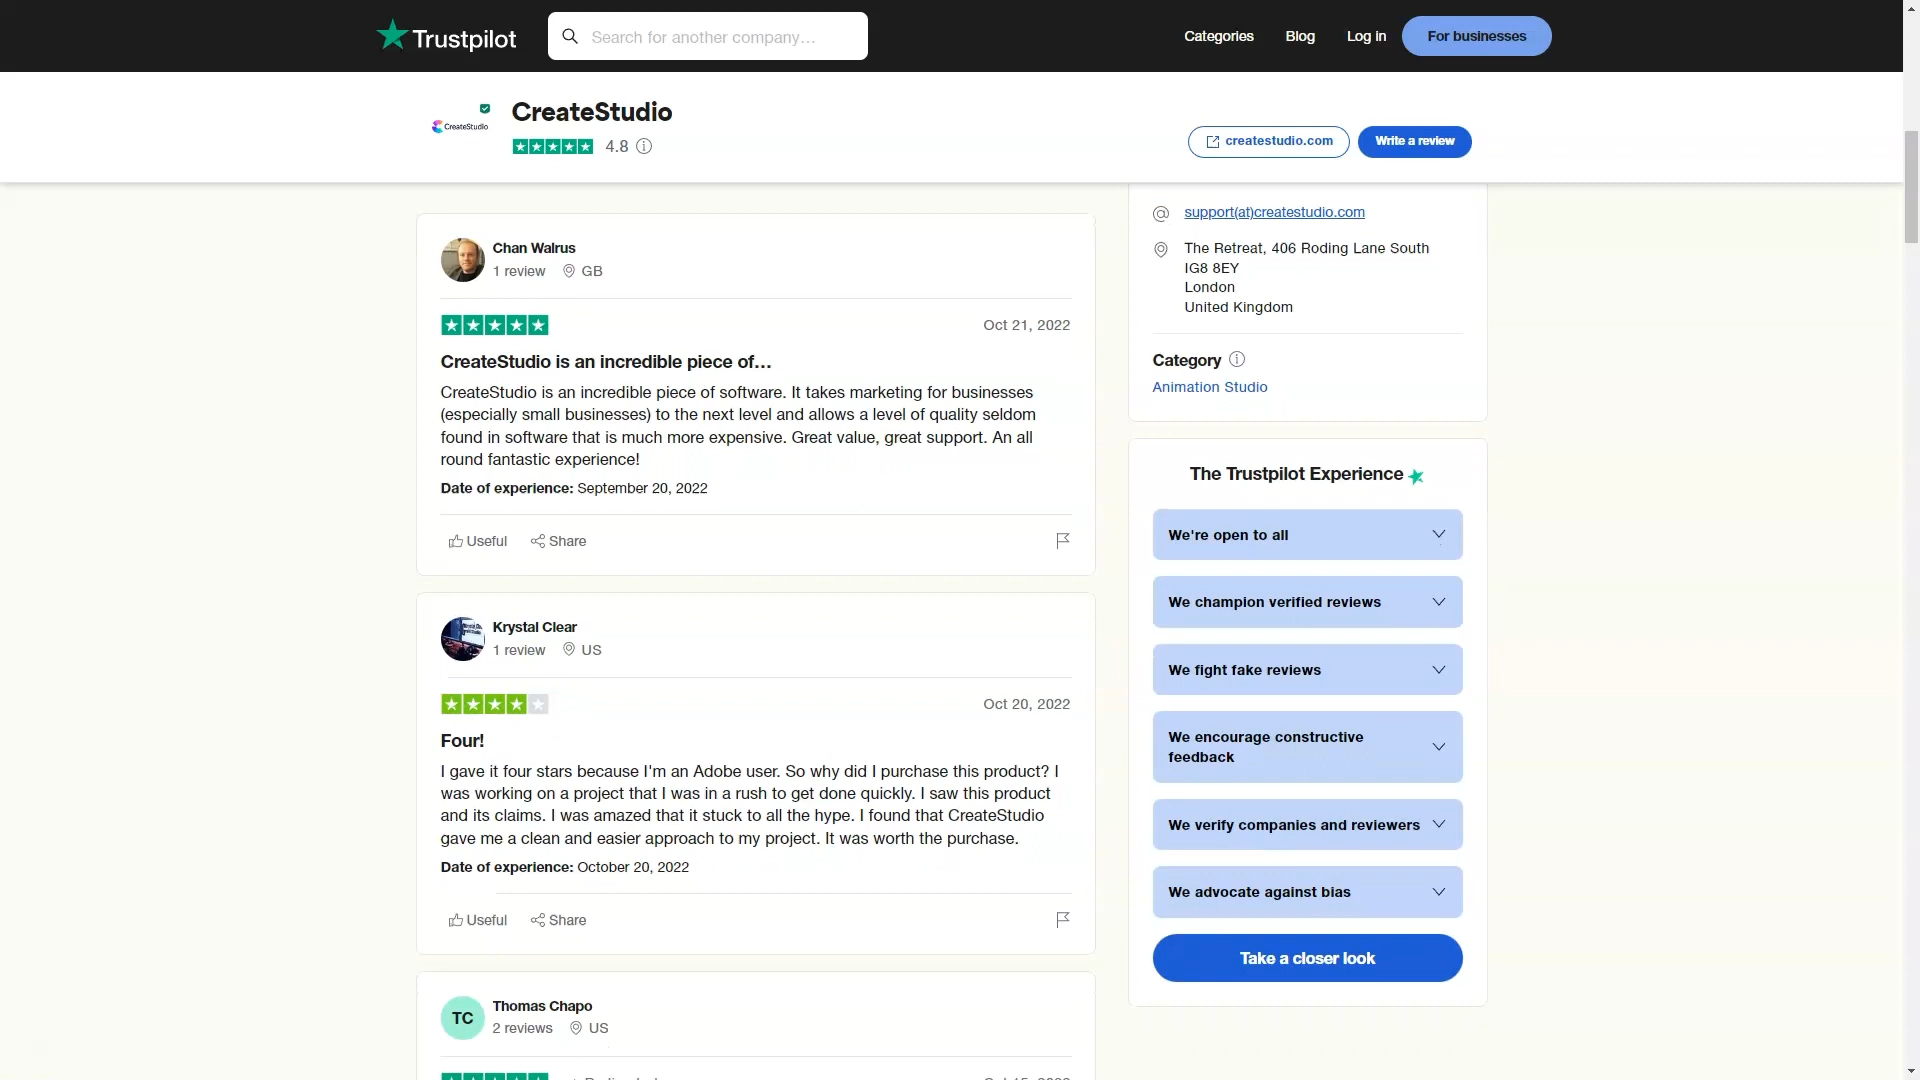 Trustpilot
Search for another company…
Categories
Blog
Log in
For businesses
CreateStudio
CreateStudio
4.8
createstudio.com
Write a review
Chan Walrus
1 review
GB
Oct 21, 2022
CreateStudio is an incredible piece of…
CreateStudio is an incredible piece of software. It takes marketing for businesses
(especially small businesses) to the next level and allows a level of quality seldom
found in software that is much more expensive. Great value, great support. An all
round fantastic experience!
Date of experience: September 20, 2022
Useful
Share
Krystal Clear
1 review
US
Oct 20, 2022
Four!
I gave it four stars because I'm an Adobe user. So why did I purchase this product? I
was working on a project that I was in a rush to get done quickly. I saw this product
and its claims. I was amazed that it stuck to all the hype. I found that CreateStudio
gave me a clean and easier approach to my project. It was worth the purchase.
Date of experience: October 20, 2022
Useful
Share
TC
Thomas Chapo
2 reviews
US
support(at)createstudio.com
The Retreat, 406 Roding Lane South
IG8 8EY
London
United Kingdom
Category
Animation Studio
The Trustpilot Experience
We're open to all
We champion verified reviews
We fight fake reviews
We encourage constructive
feedback
We verify companies and reviewers
We advocate against bias
Take a closer look